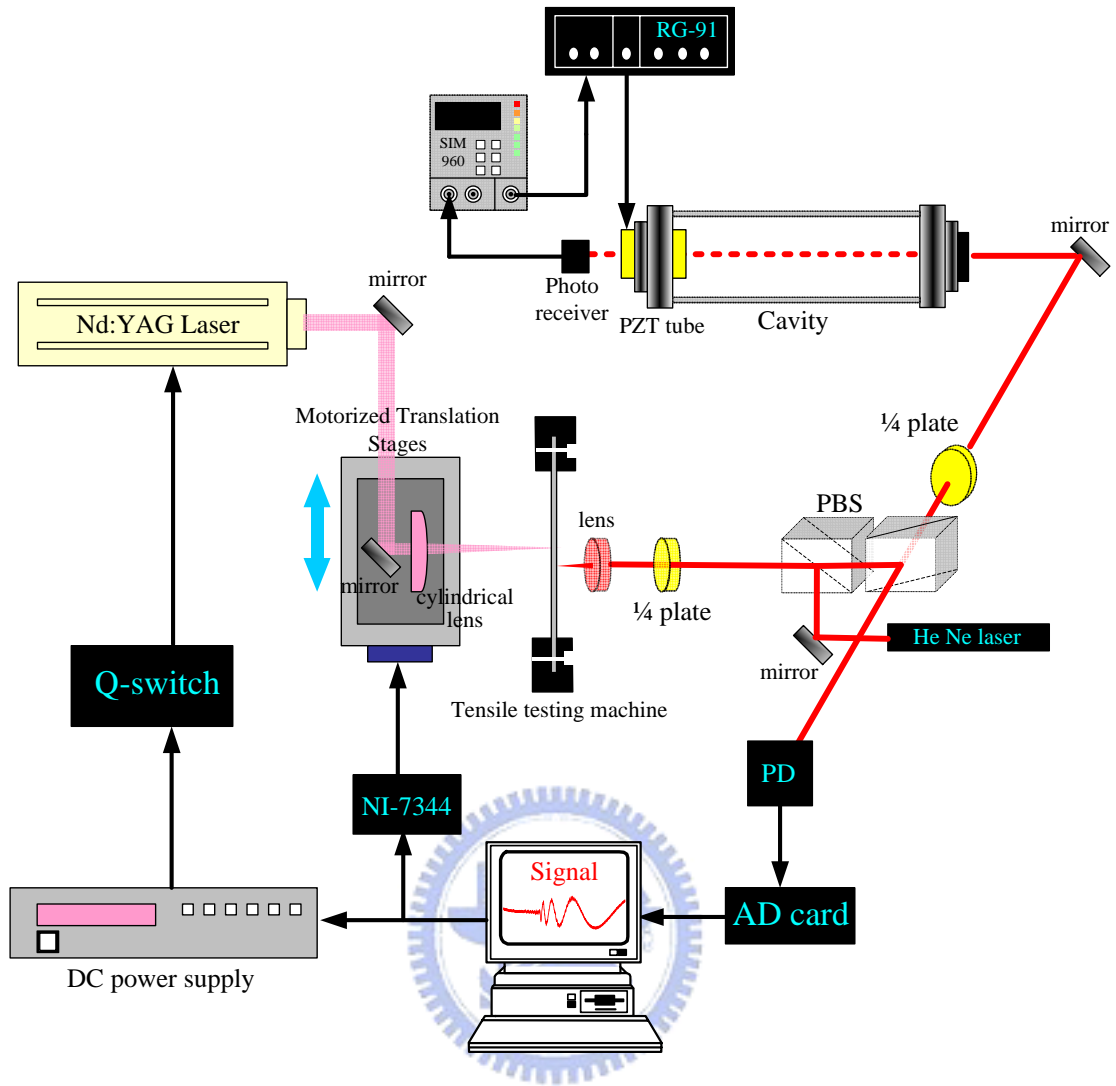 RG-91
SIM
960
mirror
Photo
receiver
PZT tube
Cavity
mirror
Nd:YAG Laser
Motorized Translation
Stages
¼ plate
PBS
lens
mirror
cylindrical
lens
¼ plate
He Ne laser
mirror
Q-switch
Tensile testing machine
PD
NI-7344
Signal
AD card
DC power supply